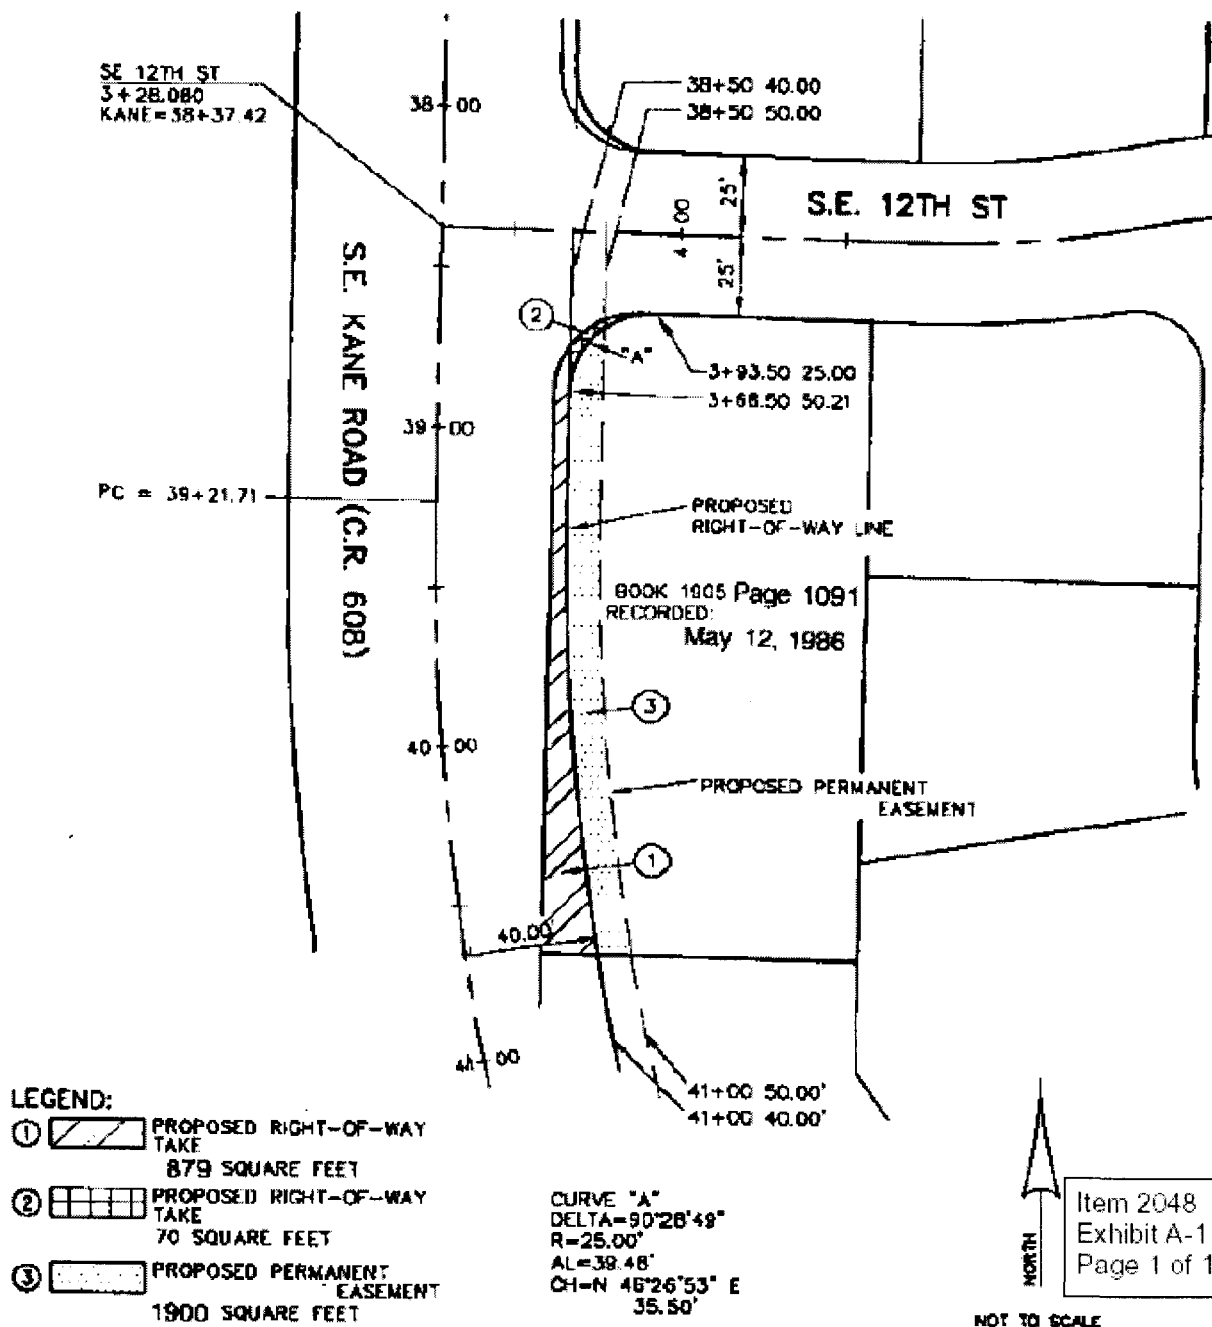 SE 12TH ST
3+28.080
KANE=38+37.42
38+00
38+50 40.00
38+50 50.00
25'
25'
4+00
S.E. 12TH ST
S.E. KANE ROAD (C.R. 608)
2
"A"
3+93.50 25.00
3+68.50 50.21
39+00
PC = 39+21.71
PROPOSED
RIGHT-OF-WAY LINE
BOOK 1905 Page 1091
RECORDED:
May 12, 1986
3
40+00
PROPOSED PERMANENT
EASEMENT
1
40.00'
41+00
41+00 50.00'
41+00 40.00'
LEGEND:
1 PROPOSED RIGHT-OF-WAY
TAKE
879 SQUARE FEET
2 PROPOSED RIGHT-OF-WAY
TAKE
70 SQUARE FEET
3 PROPOSED PERMANENT
EASEMENT
1900 SQUARE FEET
CURVE "A"
DELTA=90°28'49"
R=25.00'
AL=39.48'
CH=N 46°26'53" E
35.50'
NORTH
Item 2048
Exhibit A-1
Page 1 of 1
NOT TO SCALE